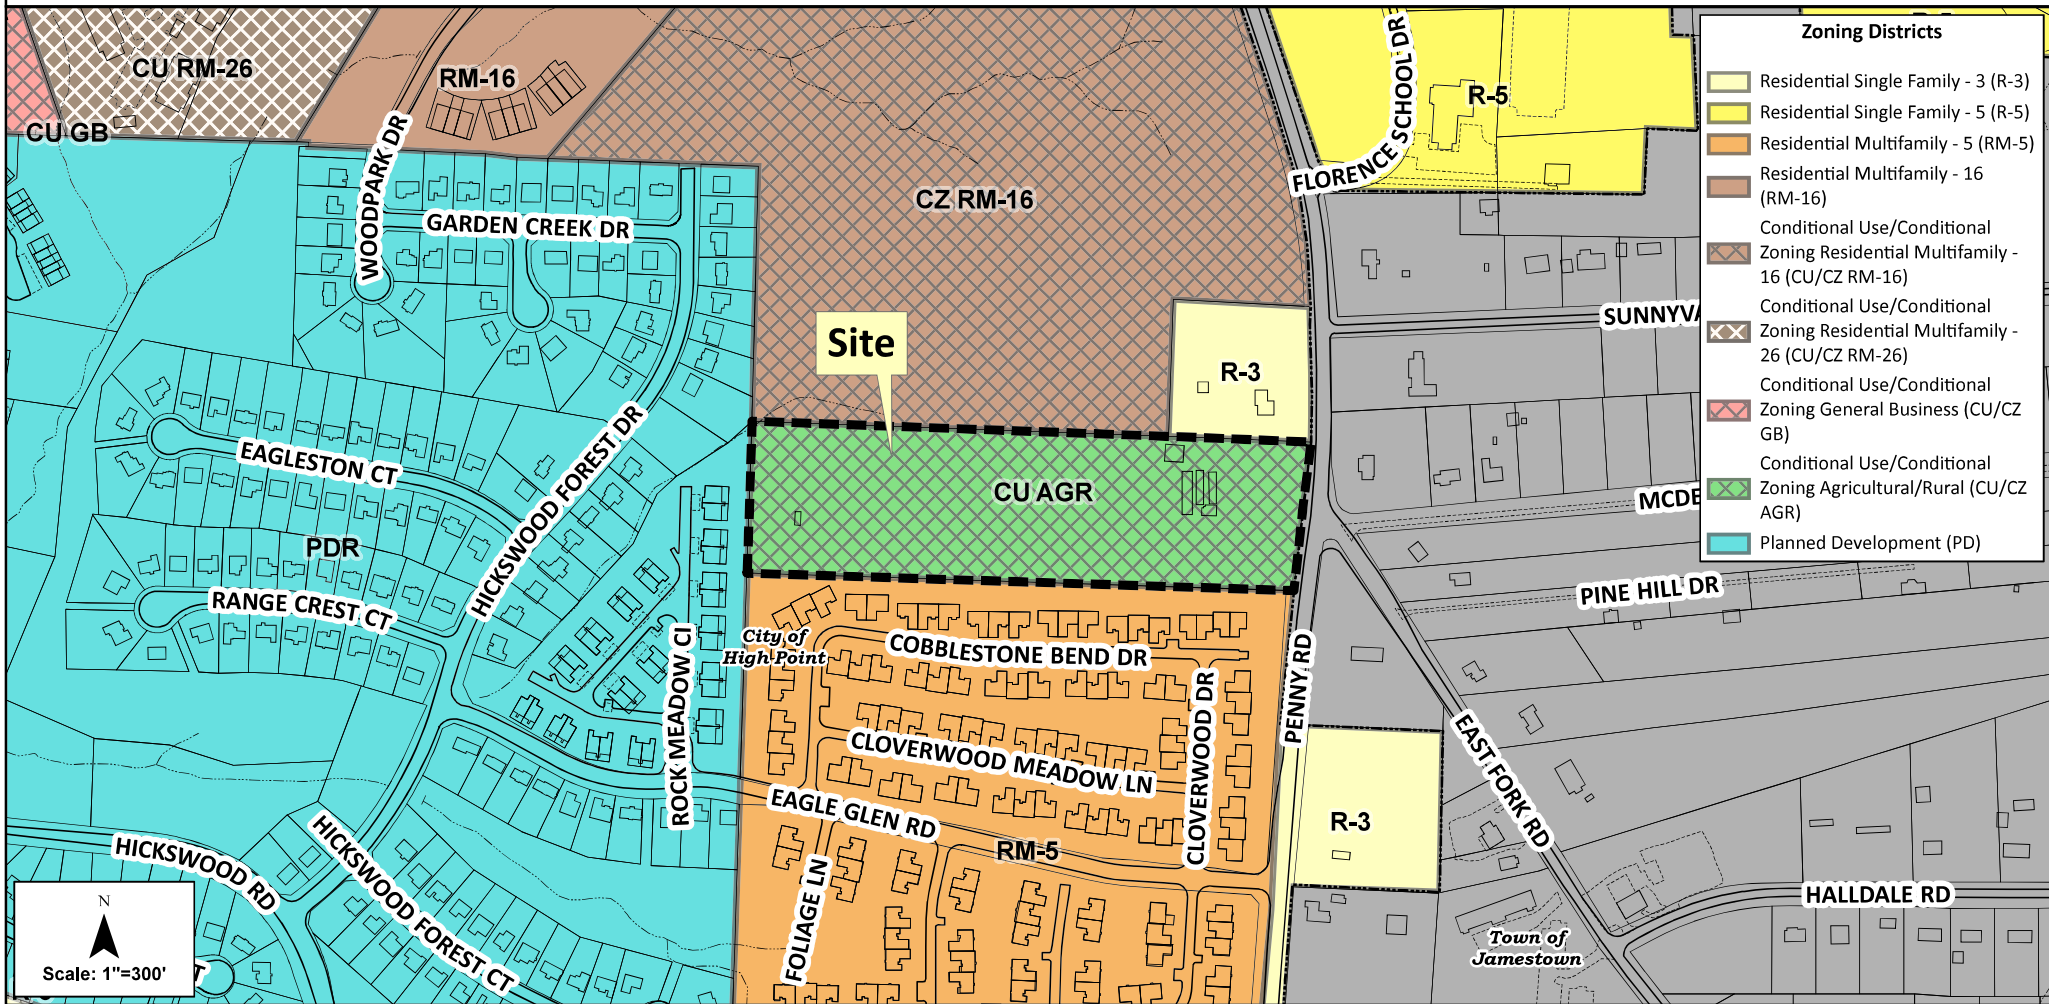 CU RM-26
RM-16
CU GB
WOODPARK DR
GARDEN CREEK DR
CZ RM-16
FLORENCE SCHOOL DR
R-5
Zoning Districts
Residential Single Family - 3 (R-3)
Residential Single Family - 5 (R-5)
Residential Multifamily - 5 (RM-5)
Residential Multifamily - 16
(RM-16)
Conditional Use/Conditional
Zoning Residential Multifamily -
16 (CU/CZ RM-16)
Conditional Use/Conditional
Zoning Residential Multifamily -
26 (CU/CZ RM-26)
Conditional Use/Conditional
Zoning General Business (CU/CZ
GB)
Conditional Use/Conditional
Zoning Agricultural/Rural (CU/CZ
AGR)
Planned Development (PD)
SUNNYVA
Site
R-3
EAGLESTON CT
HICKSWOOD FOREST DR
CU AGR
MCDE
PDR
RANGE CREST CT
PINE HILL DR
City of
High Point
COBBLESTONE BEND DR
ROCK MEADOW CI
CLOVERWOOD DR
PENNY RD
CLOVERWOOD MEADOW LN
EAST FORK RD
EAGLE GLEN RD
RM-5
R-3
HICKSWOOD RD
HICKSWOOD FOREST CT
FOLIAGE LN
HALLDALE RD
Town of
Jamestown
N
Scale: 1"=300'
T